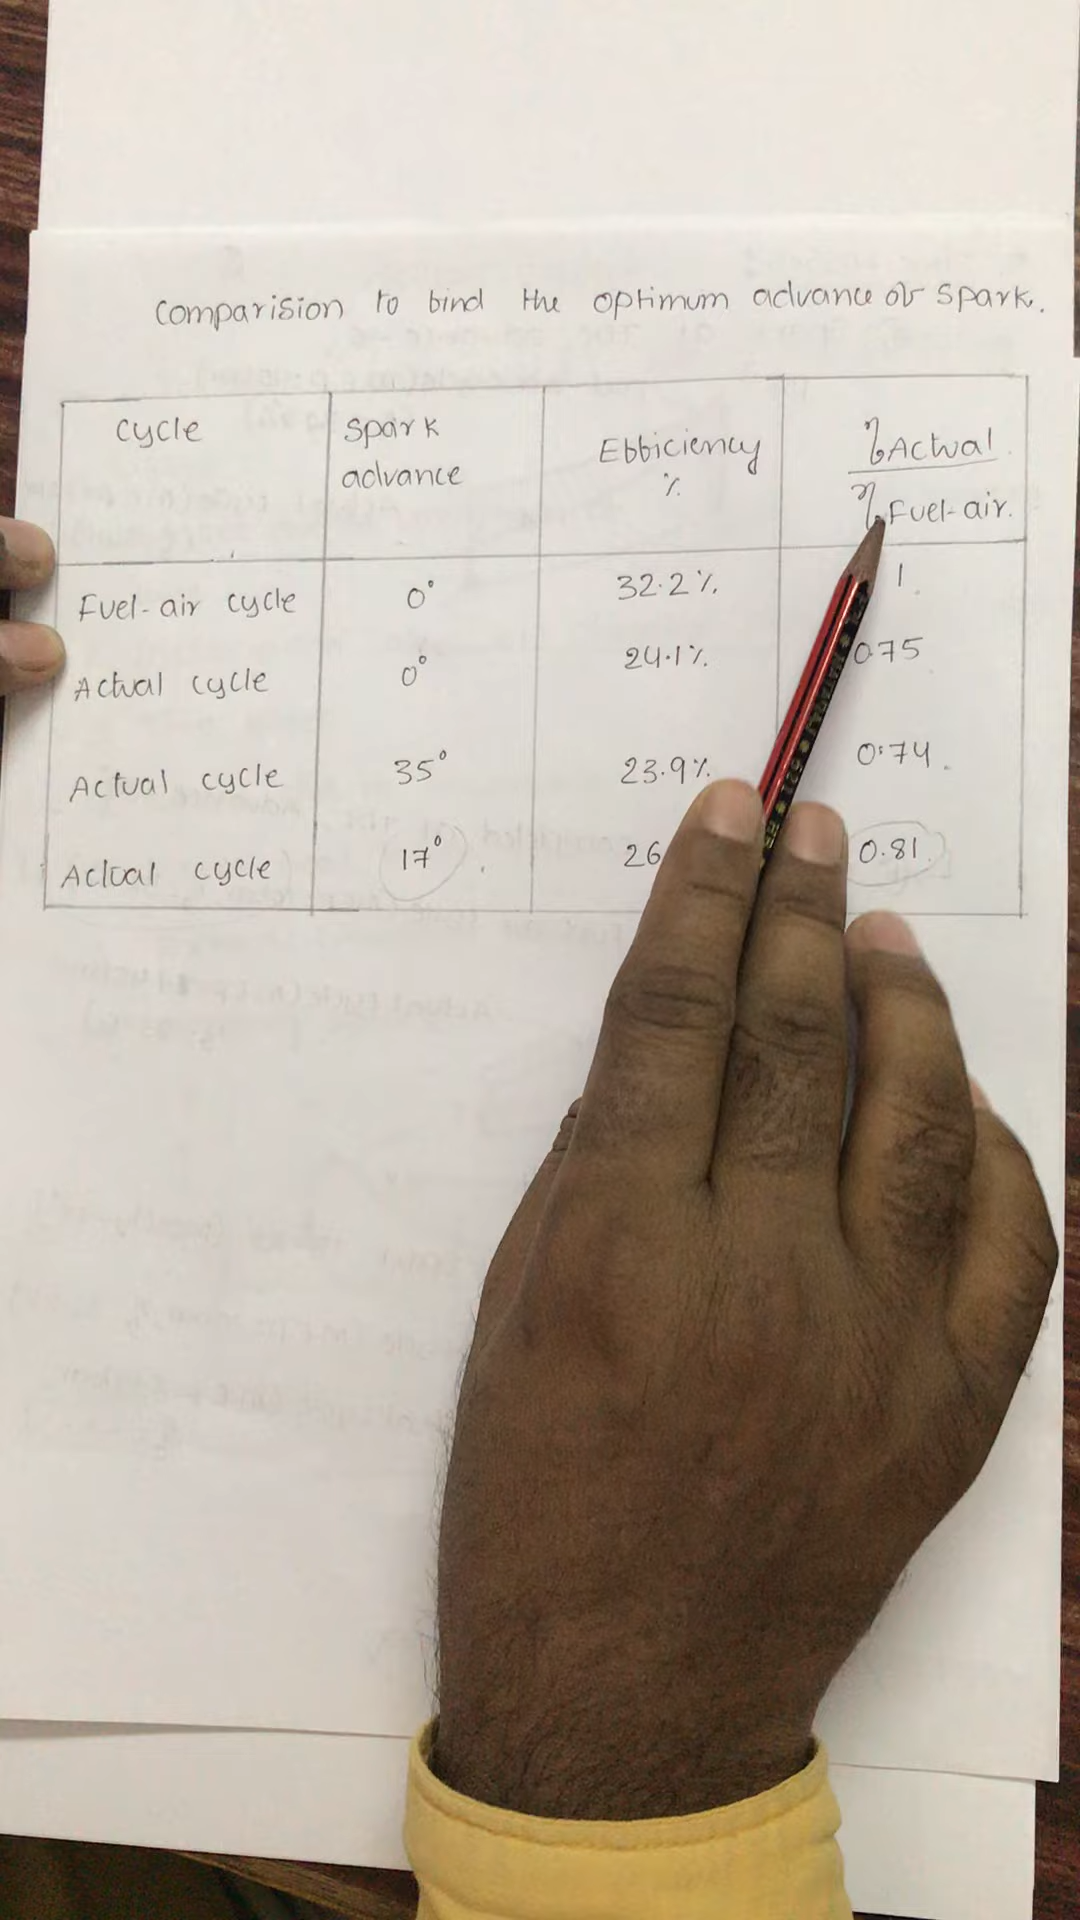 comparision to bind the optimum advance ob spark.
cycle
spark advance
Ebbiciency %
ηActual / ηFuel-air.
Fuel-air cycle 0° 32.2%. 1.
Actual cycle 0° 24.1%. 0.75
Actual cycle 35° 23.9%. 0.74.
Actual cycle 17°. 26 0.81.